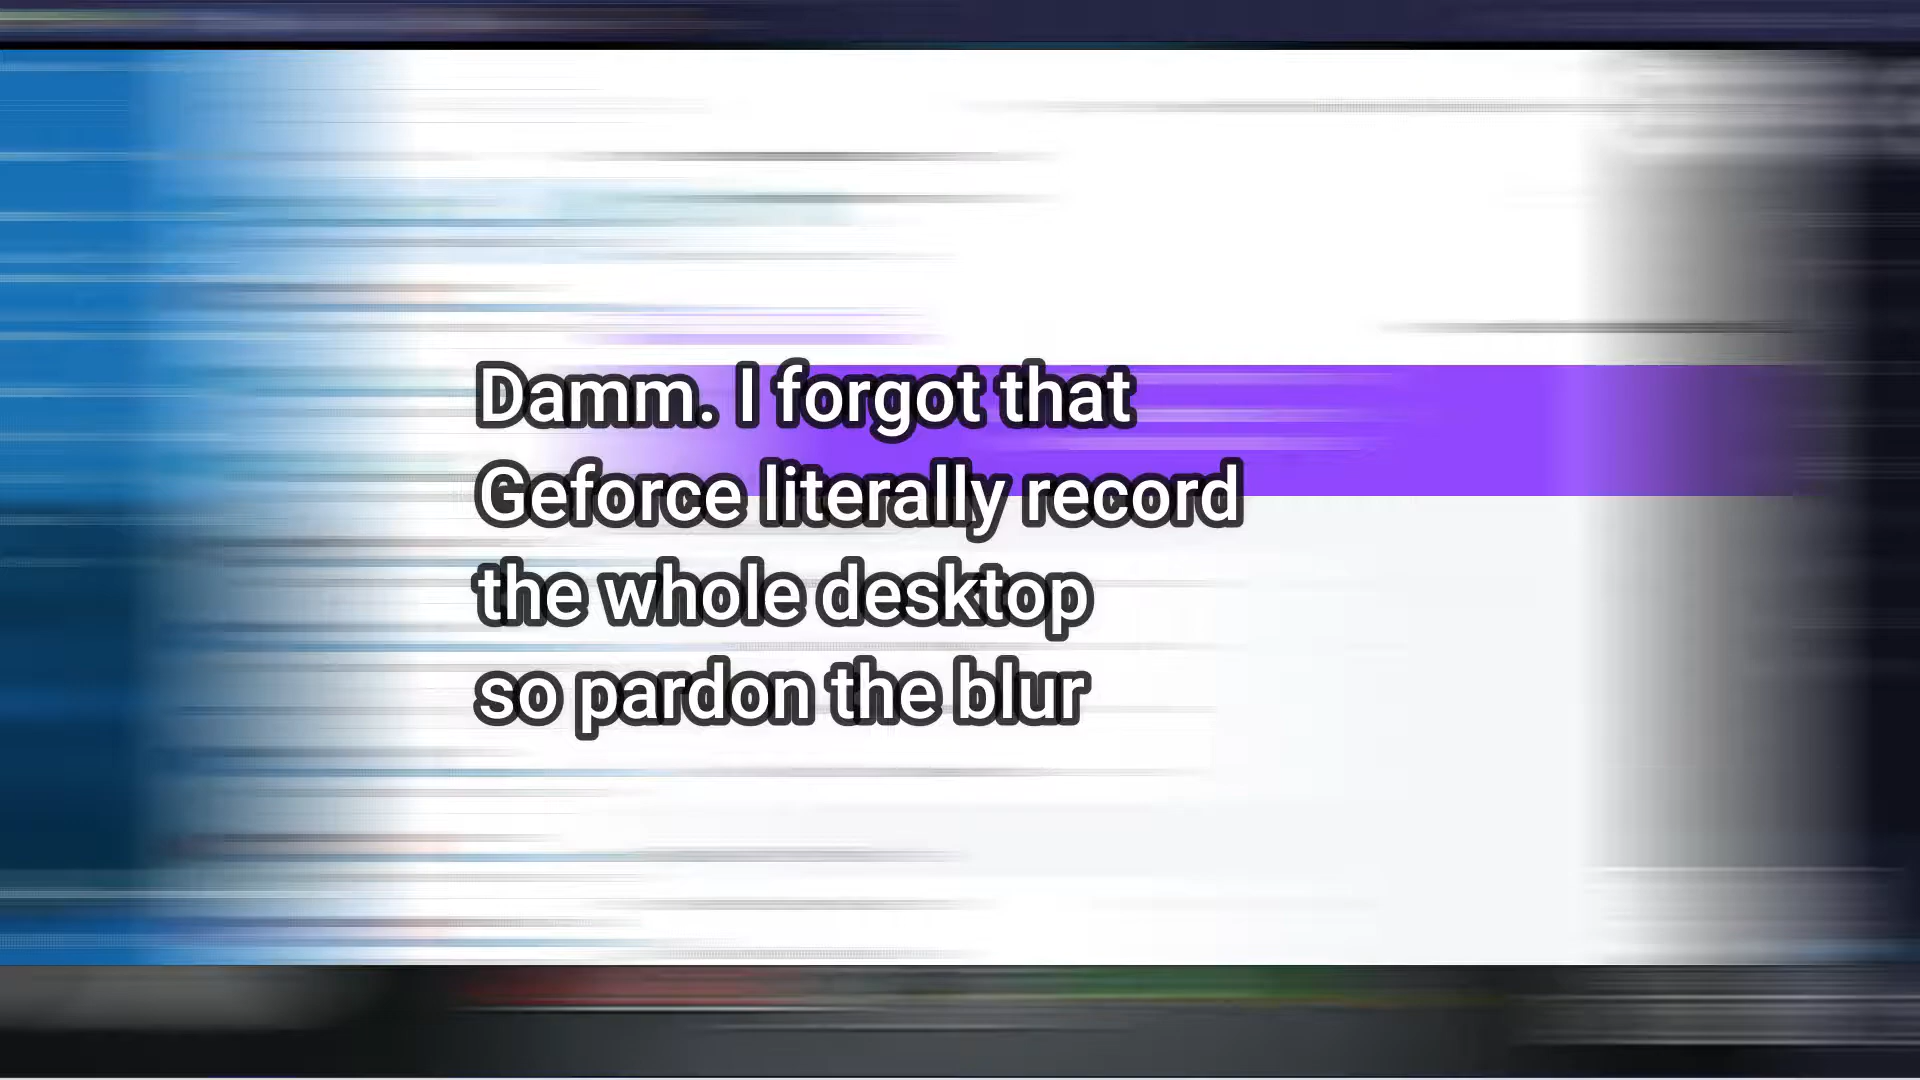 Damm. I forgot that
Geforce literally record
the whole desktop
so pardon the blur